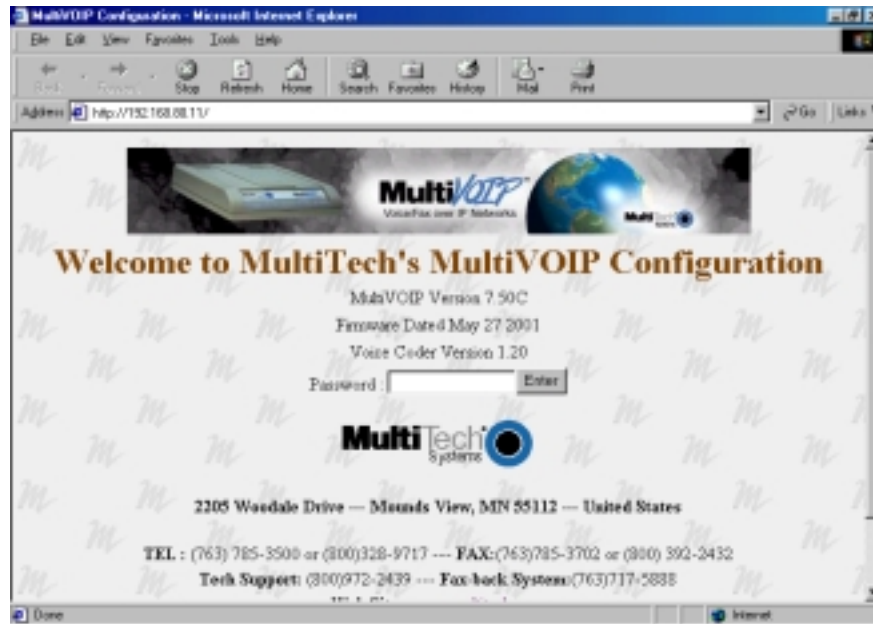 MultiVOIP Configuration - Microsoft Internet Explorer
File Edit View Favorites Tools Help
Back Forward Stop Refresh Home Search Favorites History Mail Print
Address http://192.168.80.11/ Go Links
MultiVOIP
Voice/Fax over IP Networks
Multi
Welcome to MultiTech's MultiVOIP Configuration
MultiVOIP Version 7.50C
Firmware Dated May 27 2001
Voice Coder Version 1.20
Password : Enter
MultiTech
Systems
2205 Woodale Drive --- Mounds View, MN 55112 --- United States
TEL : (763) 785-3500 or (800)328-9717 --- FAX:(763)785-3702 or (800) 392-2432
Tech Support: (800)972-2439 --- Fax-back System:(763)717-5888
Done Internet